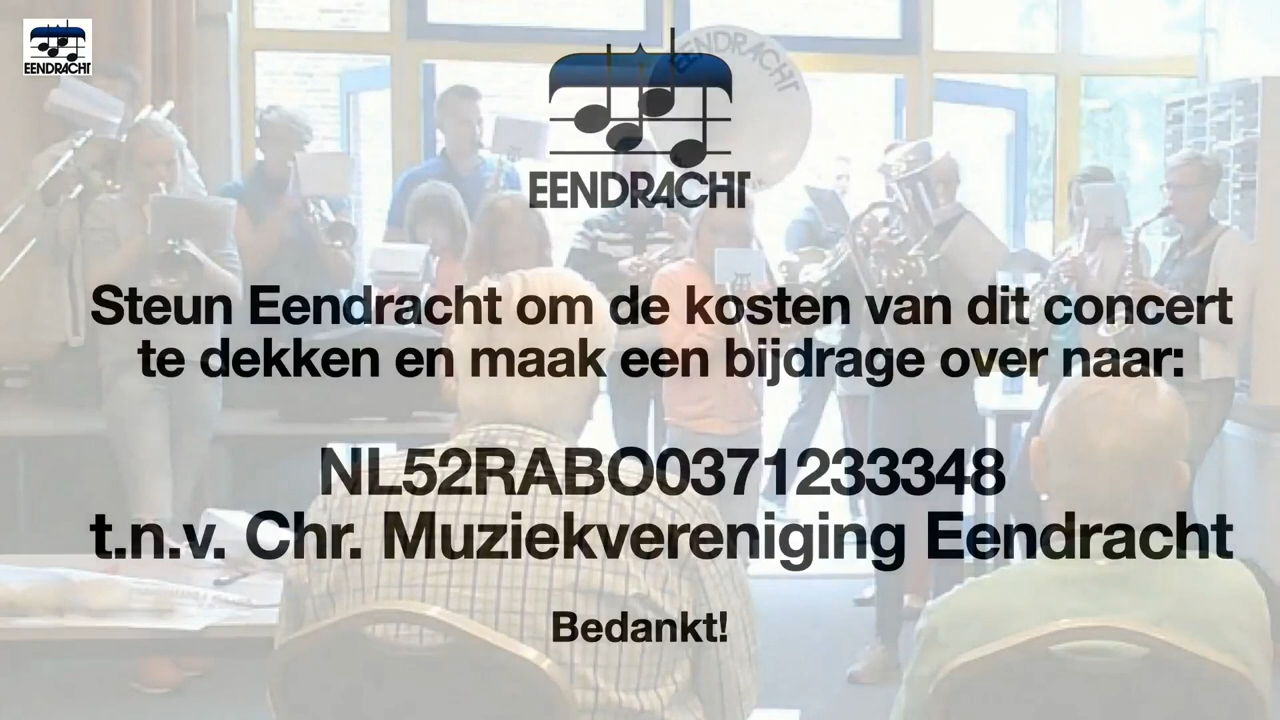 EENDRACHT
EENDRACHT
EENDRACHT
Steun Eendracht om de kosten van dit concert
te dekken en maak een bijdrage over naar:
NL52RABO0371233348
t.n.v. Chr. Muziekvereniging Eendracht
Bedankt!